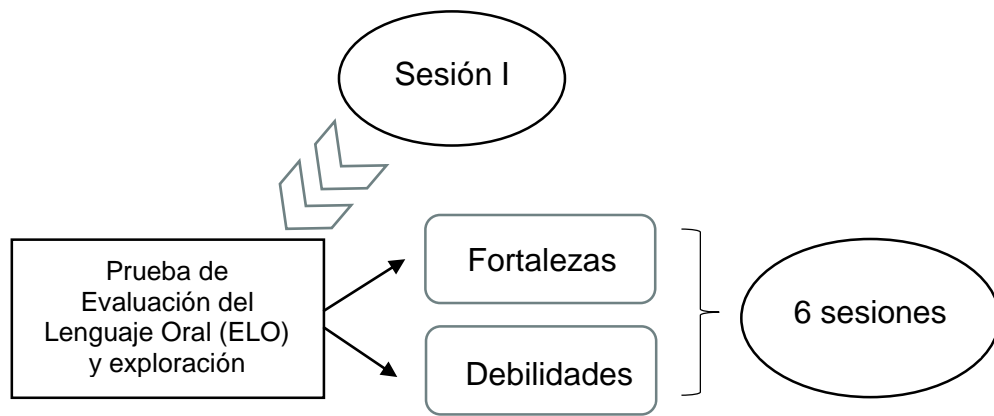 Sesión I
Prueba de
Evaluación del
Lenguaje Oral (ELO)
y exploración
Fortalezas
Debilidades
6 sesiones